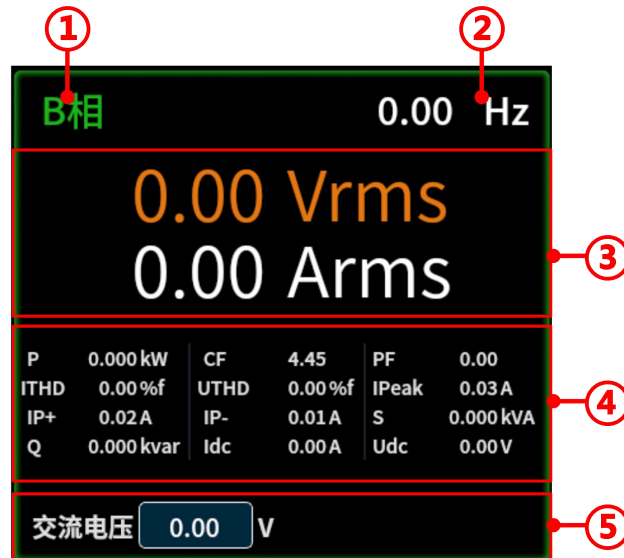 ① ②
B相 0.00 Hz
0.00 Vrms
0.00 Arms
③
P 0.000 kW CF 4.45 PF 0.00
ITHD 0.00 %f UTHD 0.00 %f IPeak 0.03 A
④
IP+ 0.02 A IP- 0.01 A S 0.000 kVA
Q 0.000 kvar Idc 0.00 A Udc 0.00 V
交流电压 0.00 V ⑤